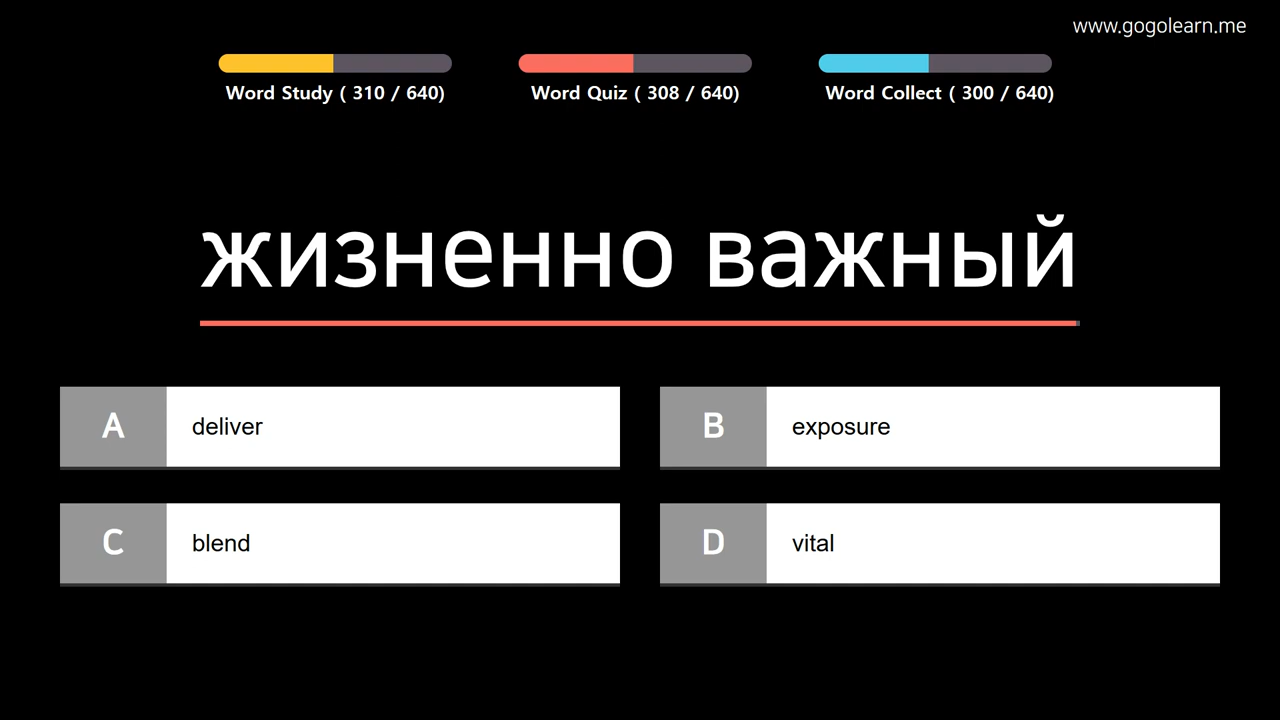 www.gogolearn.me
Word Study ( 310 / 640)
Word Quiz ( 308 / 640)
Word Collect ( 300 / 640)
жизненно важный
A deliver
B exposure
C blend
D vital